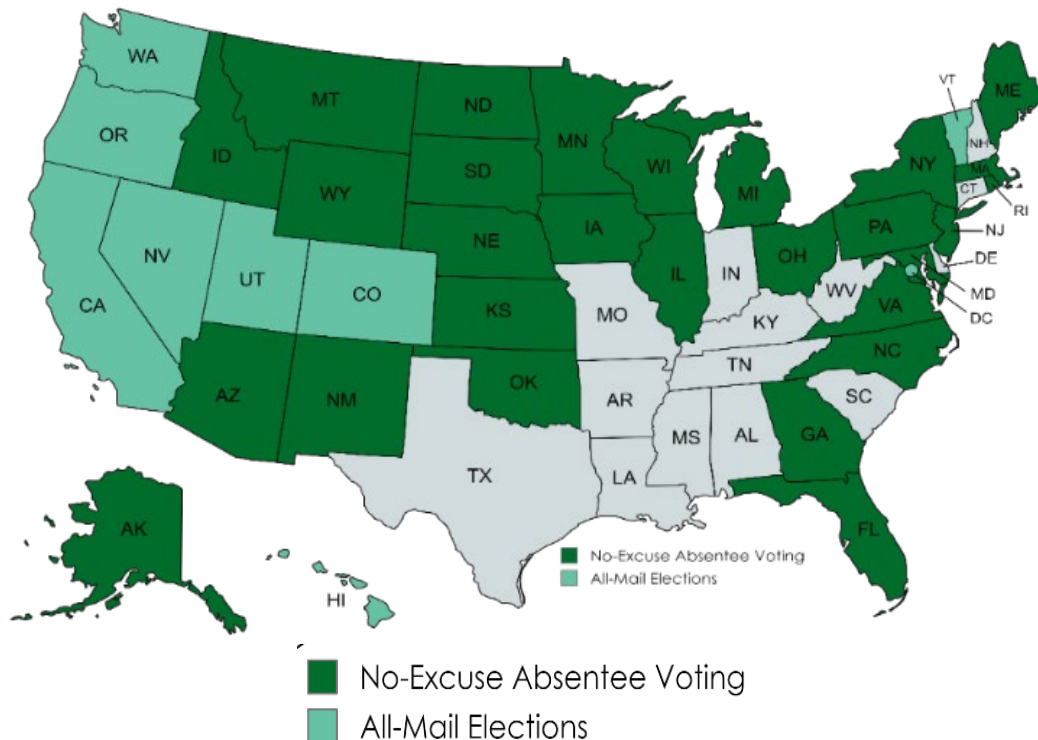 WA
MT
ND
VT
ME
OR
MN
ID
SD
WI
NH
NY
WY
MI
MA
CT
RI
IA
NE
PA
NJ
NV
OH
DE
UT
IL
IN
CO
WV
MD
CA
KS
MO
VA
DC
KY
NC
TN
OK
AZ
NM
AR
SC
MS
AL
GA
TX
LA
AK
FL
No-Excuse Absentee Voting
All-Mail Elections
HI
No-Excuse Absentee Voting
All-Mail Elections